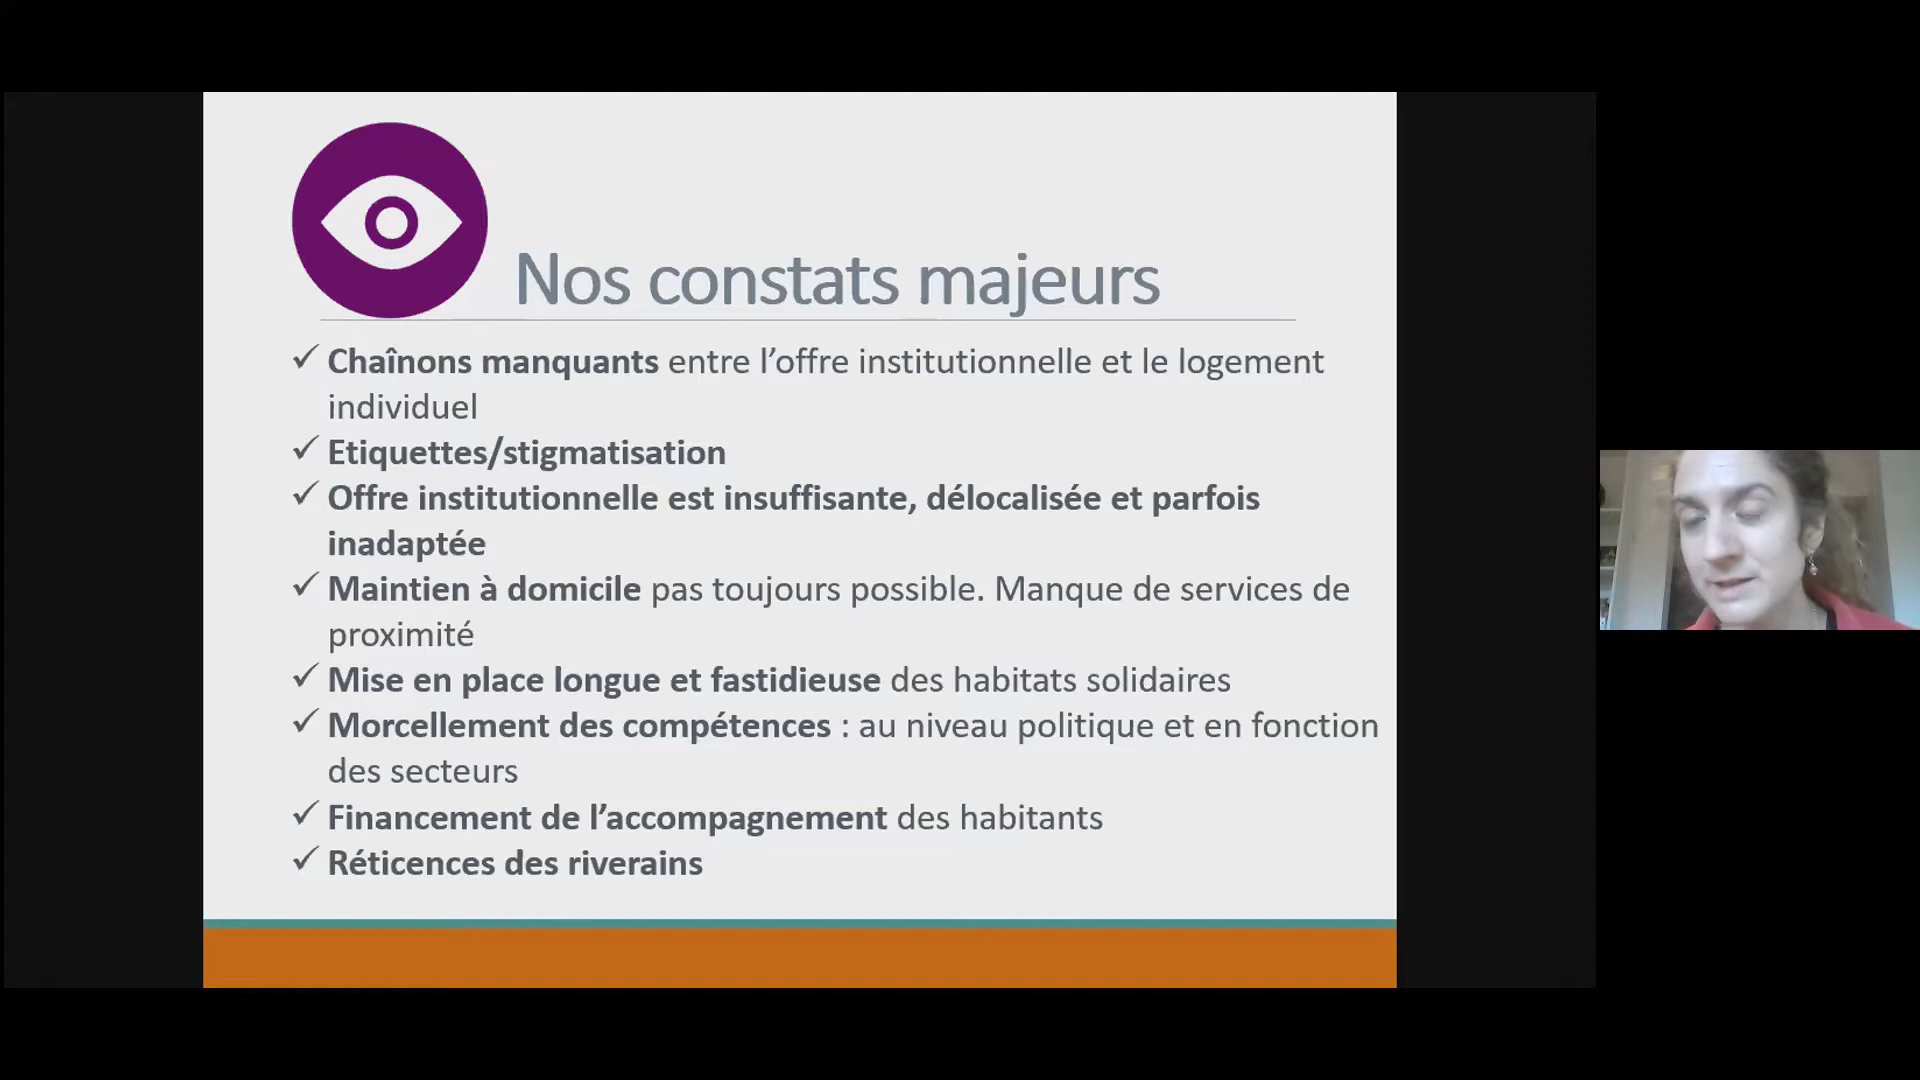 Nos constats majeurs
✓ Chaînons manquants entre l’offre institutionnelle et le logement
individuel
✓ Etiquettes/stigmatisation
✓ Offre institutionnelle est insuffisante, délocalisée et parfois
inadaptée
✓ Maintien à domicile pas toujours possible. Manque de services de
proximité
✓ Mise en place longue et fastidieuse des habitats solidaires
✓ Morcellement des compétences : au niveau politique et en fonction
des secteurs
✓ Financement de l’accompagnement des habitants
✓ Réticences des riverains